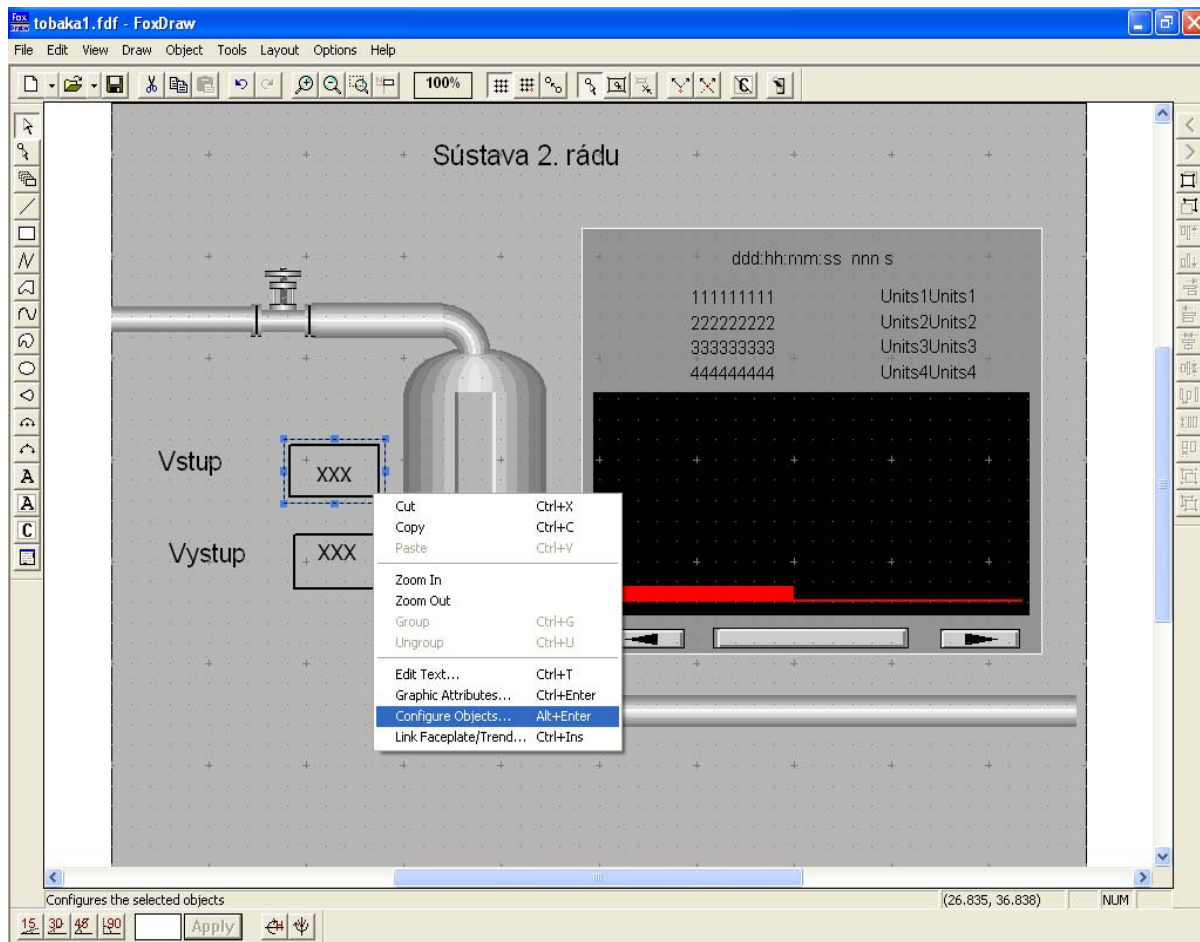 Fox Draw tobaka1.fdf - FoxDraw
File Edit View Draw Object Tools Layout Options Help
100%
Sústava 2. rádu
ddd:hh:mm:ss nnn s
111111111 Units1Units1
222222222 Units2Units2
333333333 Units3Units3
444444444 Units4Units4
Vstup XXX
Vystup XXX
Cut Ctrl+X
Copy Ctrl+C
Paste Ctrl+V
Zoom In
Zoom Out
Group Ctrl+G
Ungroup Ctrl+U
Edit Text... Ctrl+T
Graphic Attributes... Ctrl+Enter
Configure Objects... Alt+Enter
Link Faceplate/Trend... Ctrl+Ins
A
A
C
Configures the selected objects (26.835, 36.838) NUM
15 30 45 90 Apply